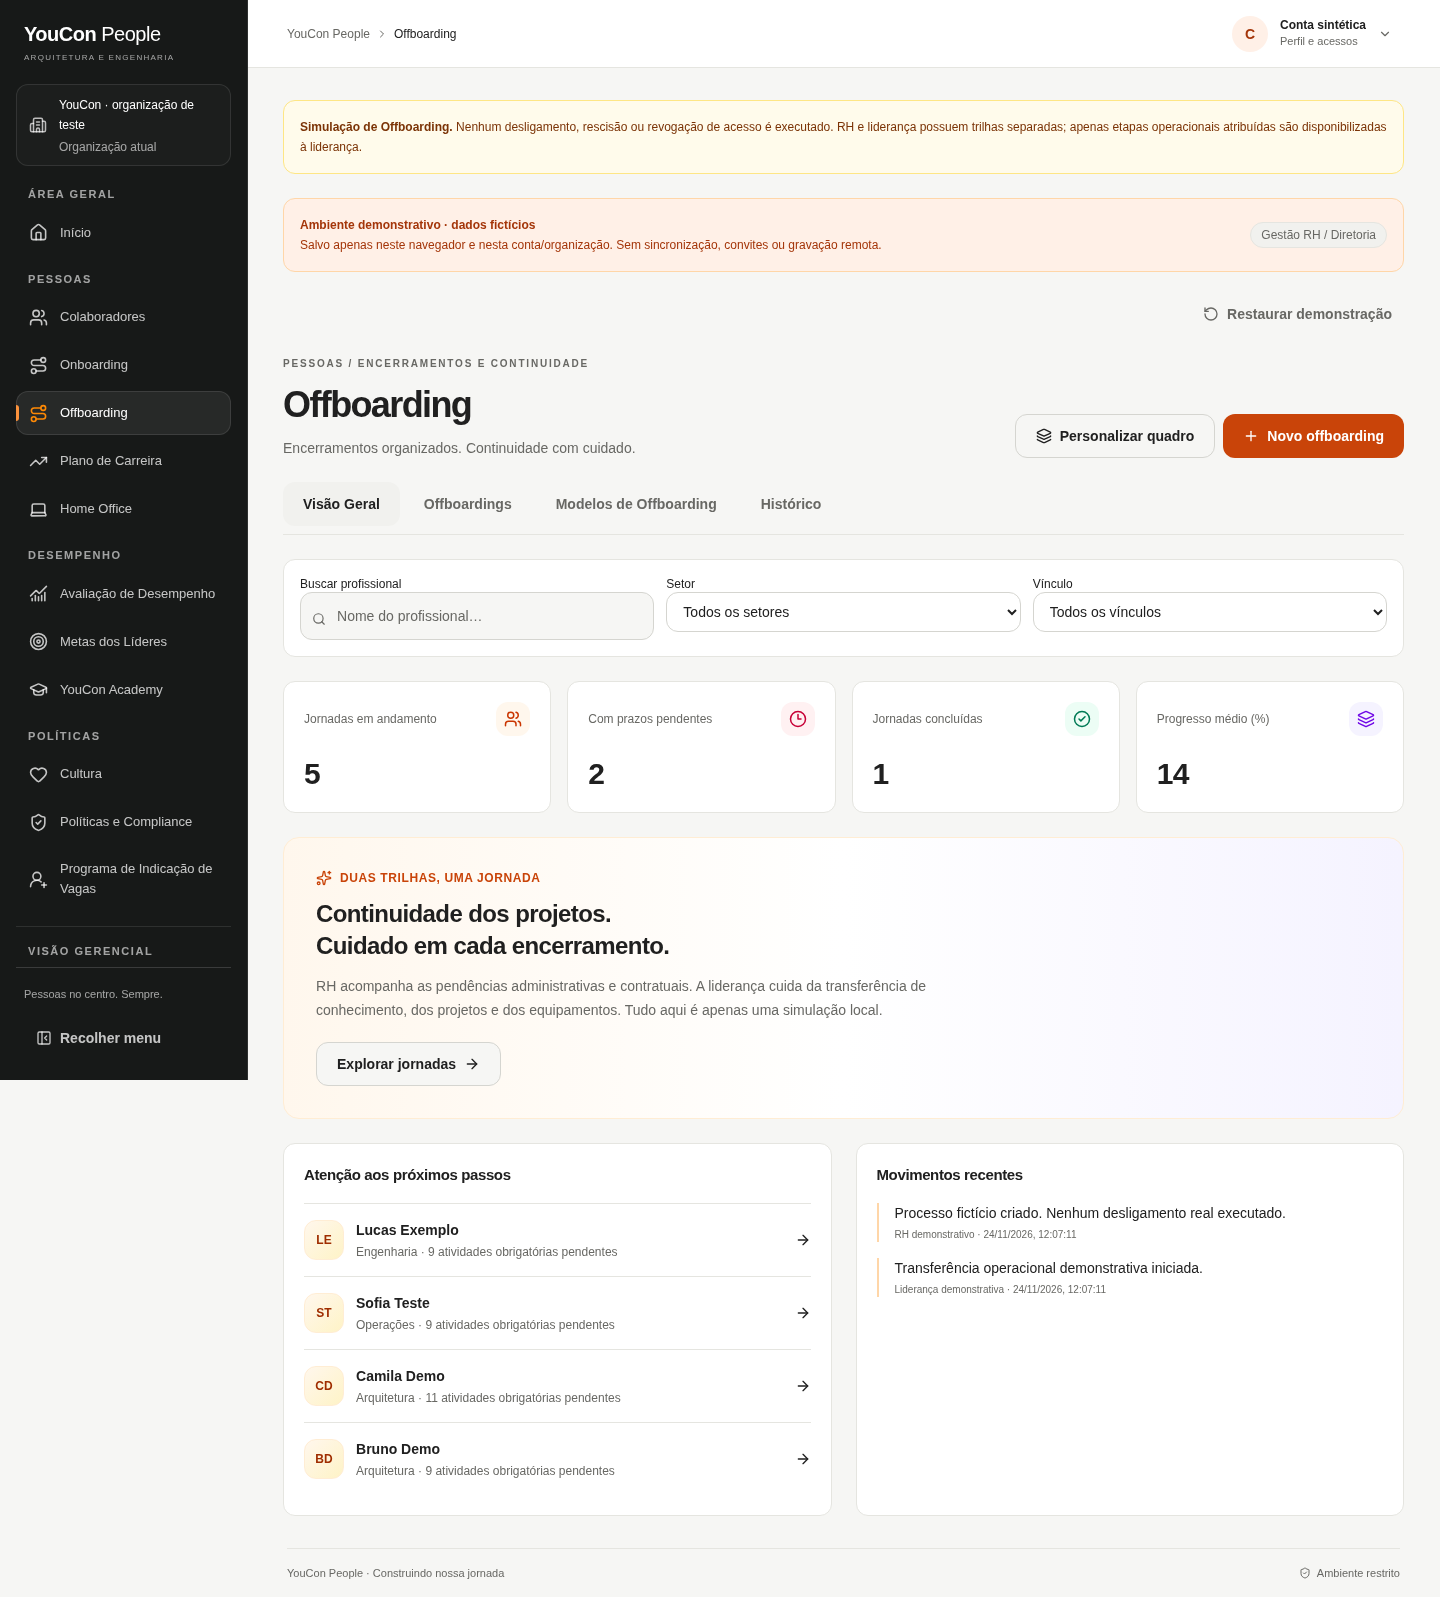 YouCon People
ARQUITETURA E ENGENHARIA
YouCon · organização de
teste
Organização atual
ÁREA GERAL
Início
PESSOAS
Colaboradores
Onboarding
Offboarding
Plano de Carreira
Home Office
DESEMPENHO
Avaliação de Desempenho
Metas dos Líderes
YouCon Academy
POLÍTICAS
Cultura
Políticas e Compliance
Programa de Indicação de
Vagas
VISÃO GERENCIAL
Pessoas no centro. Sempre.
Recolher menu
YouCon People > Offboarding
C
Conta sintética
Perfil e acessos
Simulação de Offboarding. Nenhum desligamento, rescisão ou revogação de acesso é executado. RH e liderança possuem trilhas separadas; apenas etapas operacionais atribuídas são disponibilizadas
à liderança.
Ambiente demonstrativo · dados fictícios
Salvo apenas neste navegador e nesta conta/organização. Sem sincronização, convites ou gravação remota.
Gestão RH / Diretoria
Restaurar demonstração
PESSOAS / ENCERRAMENTOS E CONTINUIDADE
Offboarding
Encerramentos organizados. Continuidade com cuidado.
Personalizar quadro
Novo offboarding
Visão Geral
Offboardings
Modelos de Offboarding
Histórico
Buscar profissional
Nome do profissional…
Setor
Todos os setores
Vínculo
Todos os vínculos
Jornadas em andamento
5
Com prazos pendentes
2
Jornadas concluídas
1
Progresso médio (%)
14
DUAS TRILHAS, UMA JORNADA
Continuidade dos projetos.
Cuidado em cada encerramento.
RH acompanha as pendências administrativas e contratuais. A liderança cuida da transferência de
conhecimento, dos projetos e dos equipamentos. Tudo aqui é apenas uma simulação local.
Explorar jornadas
Atenção aos próximos passos
LE
Lucas Exemplo
Engenharia · 9 atividades obrigatórias pendentes
ST
Sofia Teste
Operações · 9 atividades obrigatórias pendentes
CD
Camila Demo
Arquitetura · 11 atividades obrigatórias pendentes
BD
Bruno Demo
Arquitetura · 9 atividades obrigatórias pendentes
Movimentos recentes
Processo fictício criado. Nenhum desligamento real executado.
RH demonstrativo · 24/11/2026, 12:07:11
Transferência operacional demonstrativa iniciada.
Liderança demonstrativa · 24/11/2026, 12:07:11
YouCon People · Construindo nossa jornada
Ambiente restrito